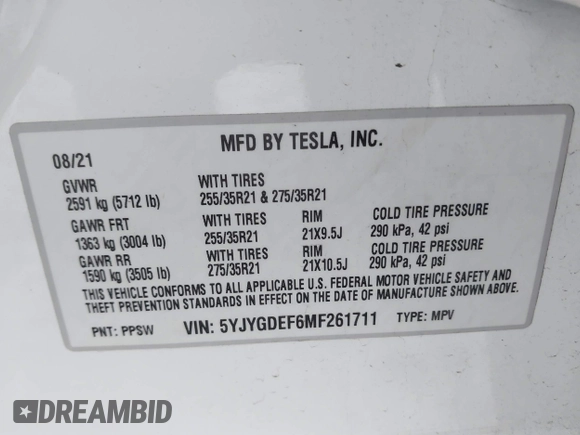 MFD BY TESLA, INC.
08/21
GVWR
2591 kg (5712 lb)
WITH TIRES
255/35R21 & 275/35R21
GAWR FRT
1363 kg (3004 lb)
WITH TIRES
255/35R21
RIM
21X9.5J
COLD TIRE PRESSURE
290 kPa, 42 psi
GAWR RR
1590 kg (3505 lb)
WITH TIRES
275/35R21
RIM
21X10.5J
COLD TIRE PRESSURE
290 kPa, 42 psi
THIS VEHICLE CONFORMS TO ALL APPLICABLE U.S. FEDERAL MOTOR VEHICLE SAFETY AND
THEFT PREVENTION STANDARDS IN EFFECT ON THE DATE OF MANUFACTURE SHOWN ABOVE.
PNT: PPSW
VIN: 5YJYGDEF6MF261711
TYPE: MPV
DREAMBID